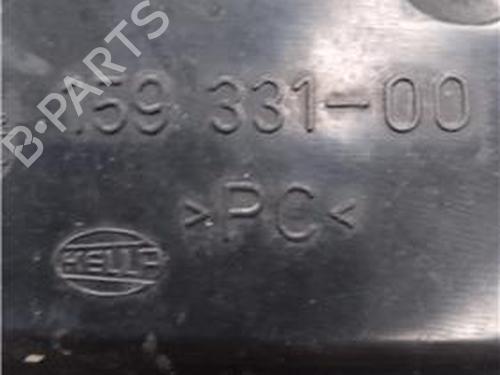 B-PARTS
159 331-00
>PC<
HELLA